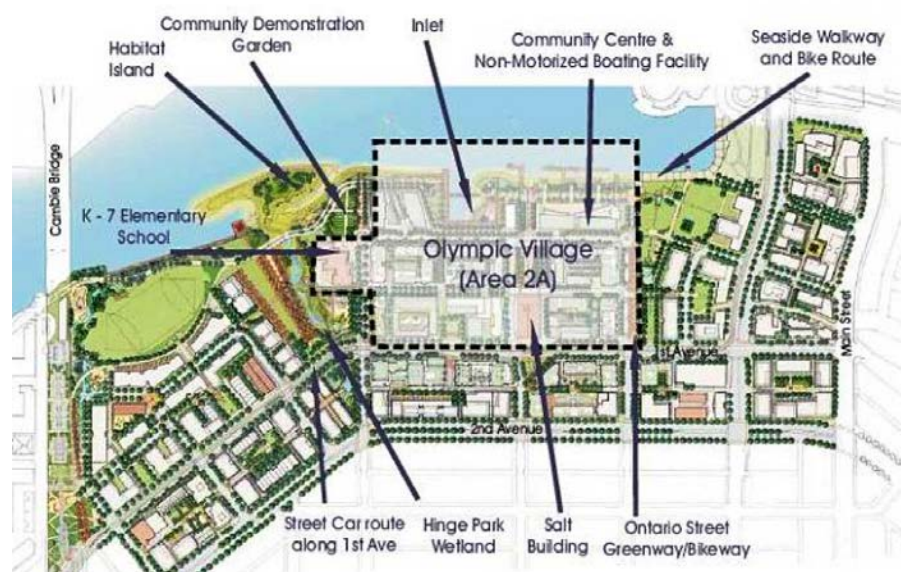 Community Demonstration
Garden
Inlet
Community Centre &
Non-Motorized Boating Facility
Seaside Walkway
and Bike Route
Habitat
Island
Cambie Bridge
K - 7 Elementary
School
Olympic Village
(Area 2A)
Main Street
1st Avenue
2nd Avenue
Street Car route
along 1st Ave
Hinge Park
Wetland
Salt
Building
Ontario Street
Greenway/Bikeway